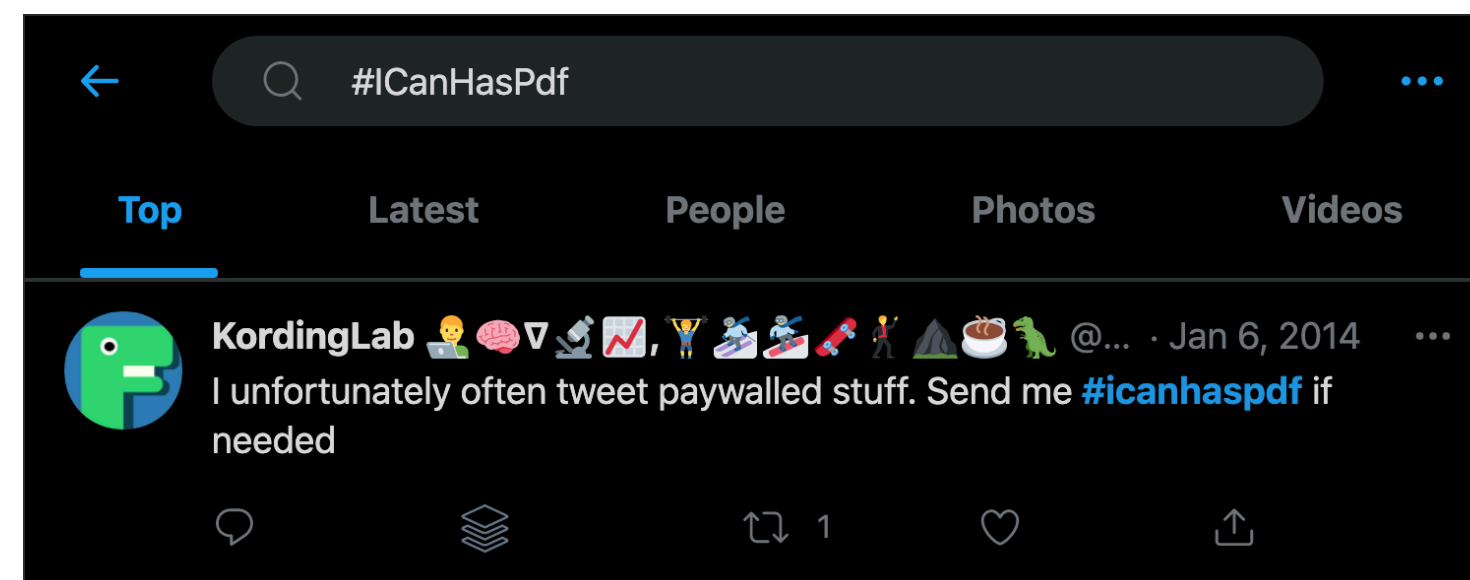 #ICanHasPdf
Top Latest People Photos Videos
KordingLab 👨‍💻🧠∇🔬📈,🏋️🏂🏂🛹🕺⛰️☕🦖 @... · Jan 6, 2014
I unfortunately often tweet paywalled stuff. Send me #icanhaspdf if
needed
1